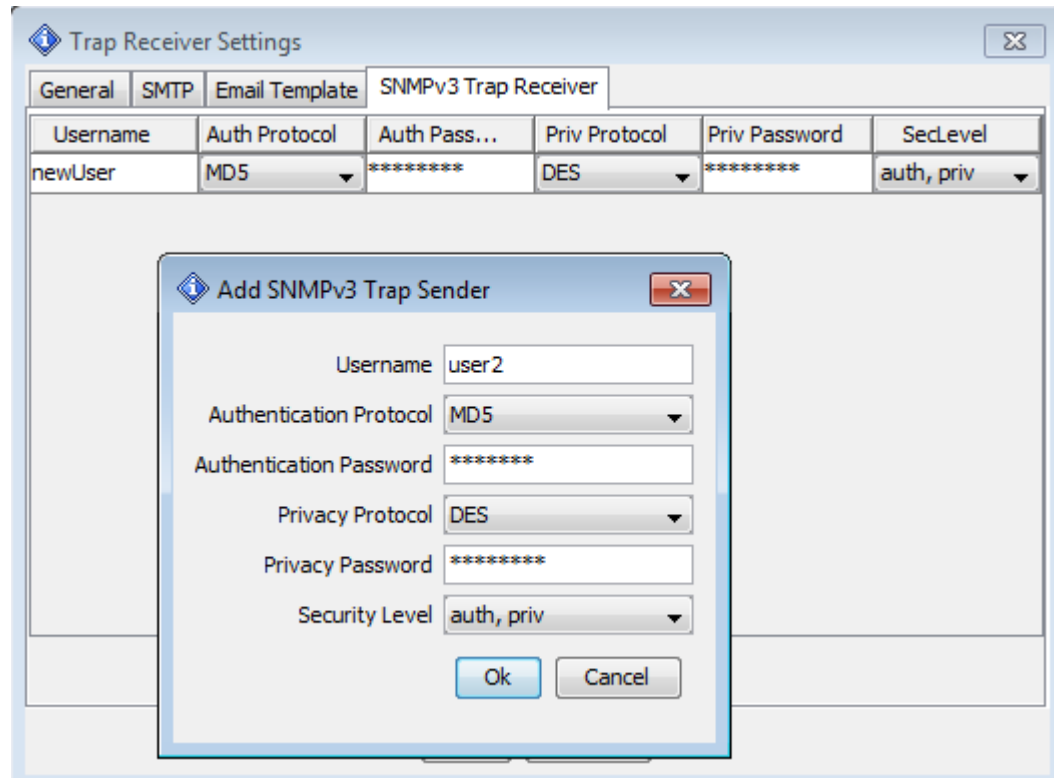 Trap Receiver Settings
General SMTP Email Template SNMPv3 Trap Receiver
Username Auth Protocol Auth Pass... Priv Protocol Priv Password SecLevel
newUser MD5 ******** DES ******** auth, priv
Add SNMPv3 Trap Sender
Username user2
Authentication Protocol MD5
Authentication Password *******
Privacy Protocol DES
Privacy Password ********
Security Level auth, priv
Ok Cancel